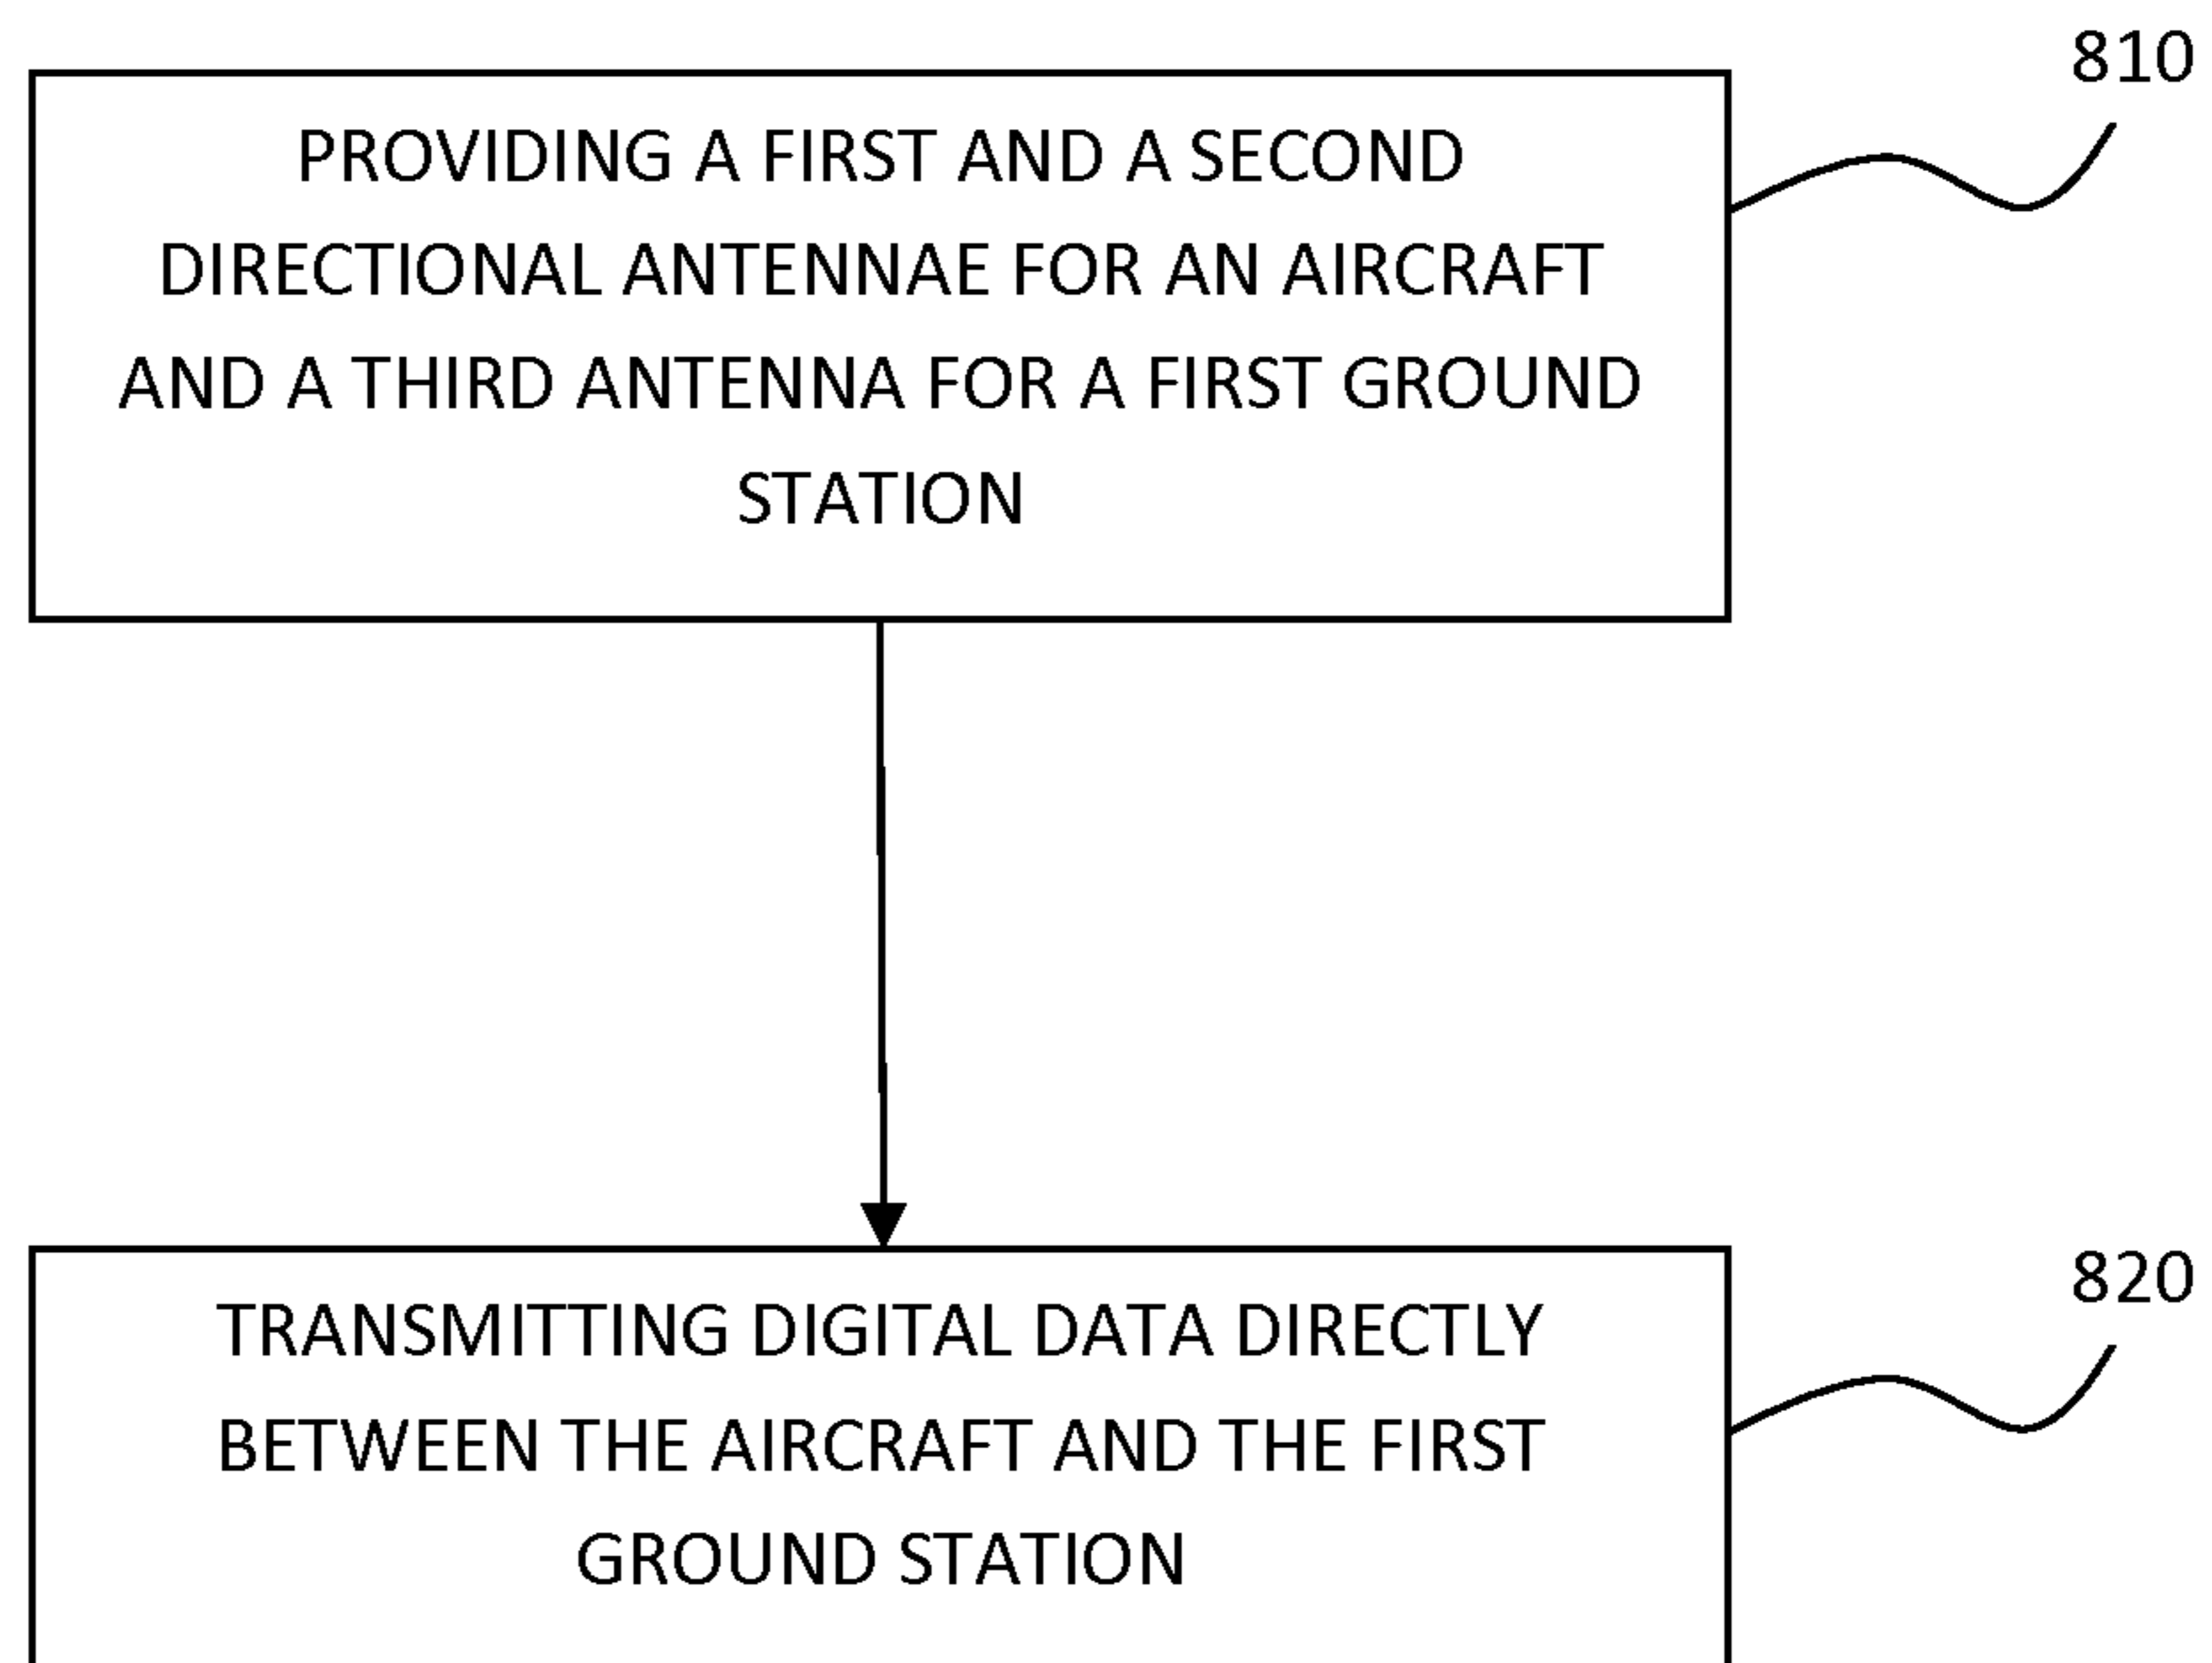 810
PROVIDING A FIRST AND A SECOND
DIRECTIONAL ANTENNAE FOR AN AIRCRAFT
AND A THIRD ANTENNA FOR A FIRST GROUND
STATION
820
TRANSMITTING DIGITAL DATA DIRECTLY
BETWEEN THE AIRCRAFT AND THE FIRST
GROUND STATION